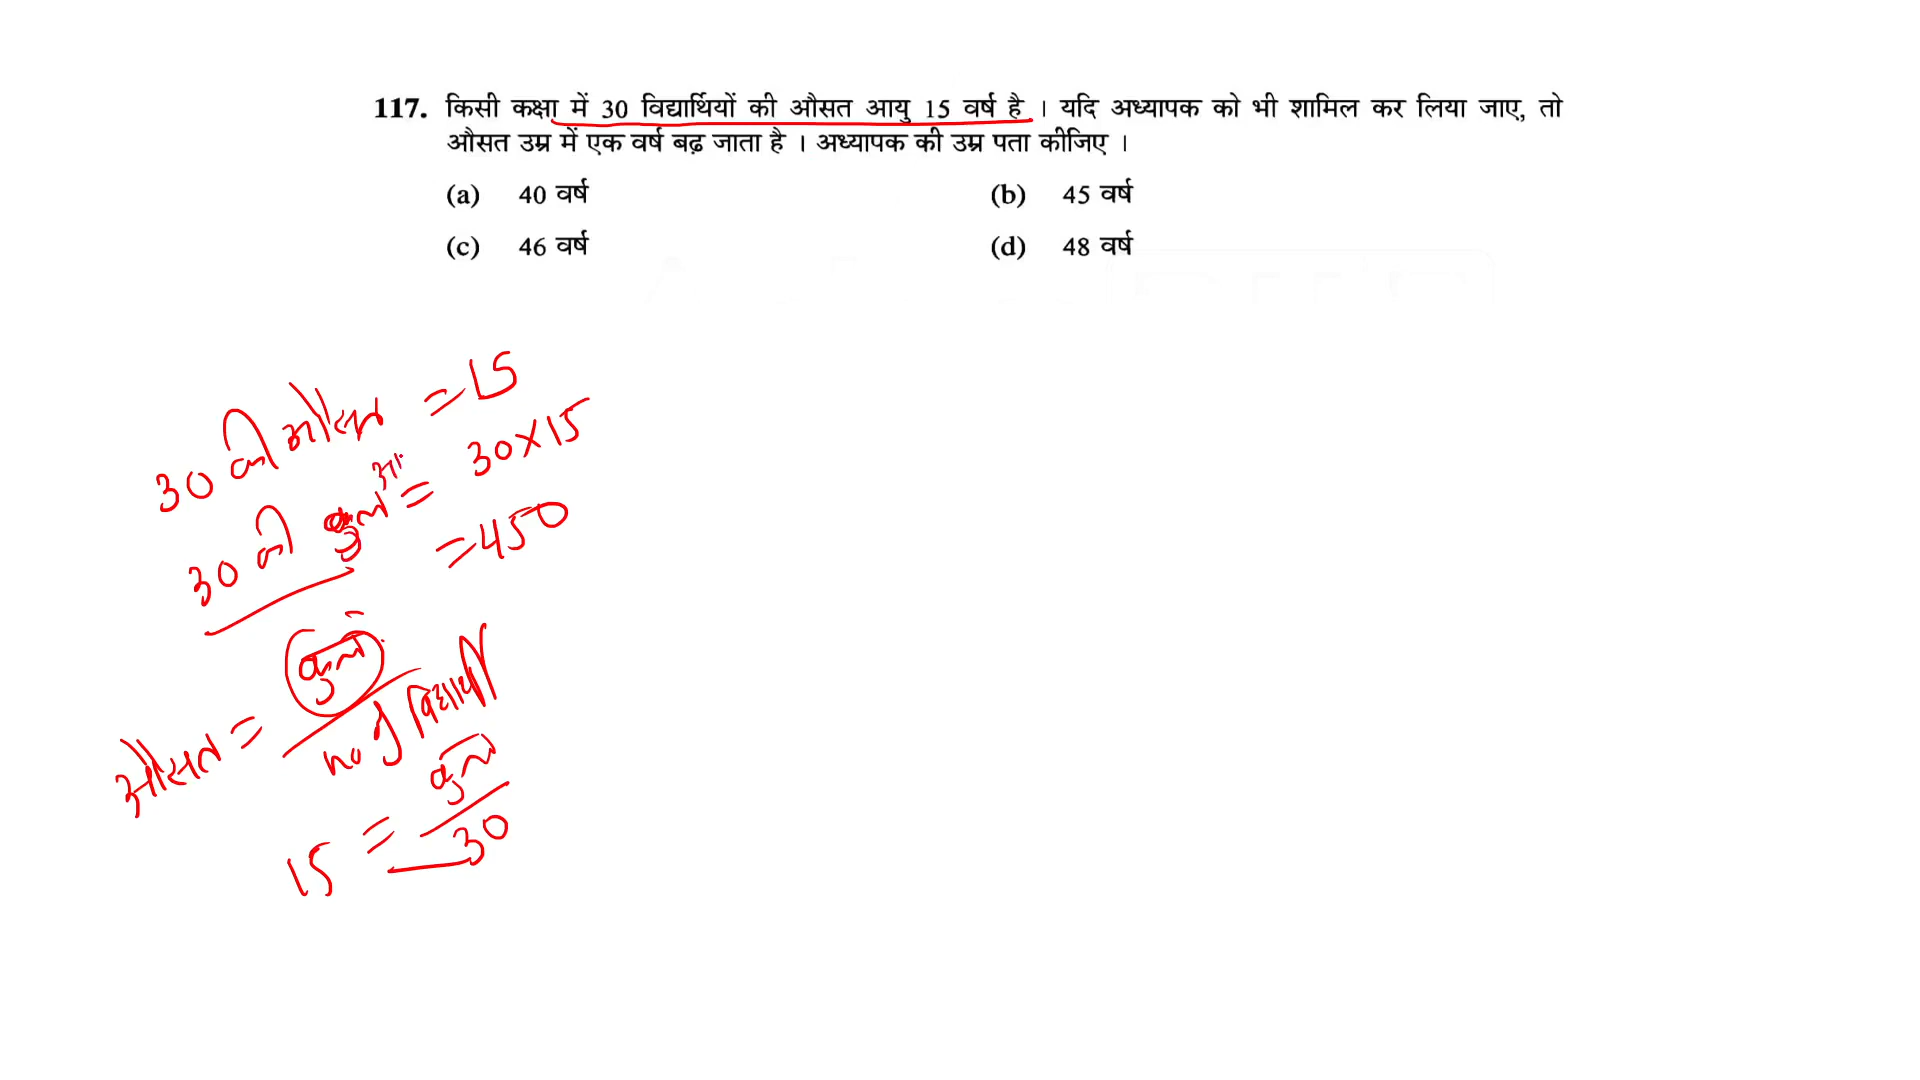 117. किसी कक्षा में 30 विद्यार्थियों की औसत आयु 15 वर्ष है । यदि अध्यापक को भी शामिल कर लिया जाए, तो
औसत उम्र में एक वर्ष बढ़ जाता है । अध्यापक की उम्र पता कीजिए ।
(a) 40 वर्ष (b) 45 वर्ष
(c) 46 वर्ष (d) 48 वर्ष
30 की औसत = 15
30 की कुल = 30 × 15
= 450
औसत = कुल
no of विद्यार्थी
15 = कुल
30